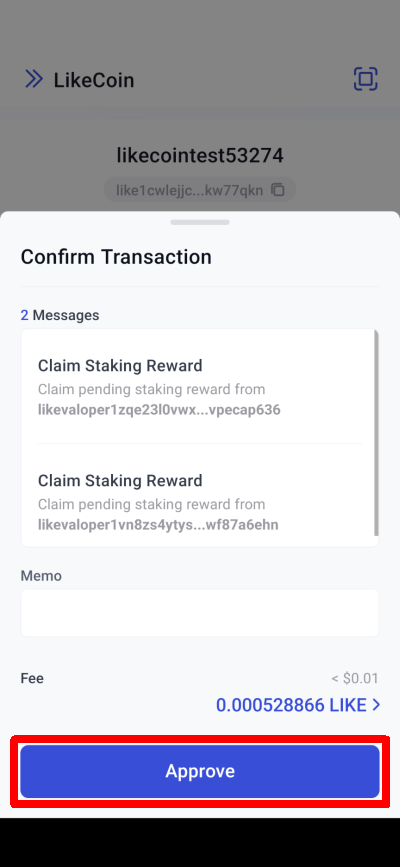 LikeCoin
likecointest53274
like1cwlejjc...kw77qkn
Confirm Transaction
2 Messages
Claim Staking Reward
Claim pending staking reward from
likevaloper1zqe23l0vwx...vpecap636
Claim Staking Reward
Claim pending staking reward from
likevaloper1vn8zs4ytys...wf87a6ehn
Memo
Fee
< $0.01
0.000528866 LIKE >
Approve